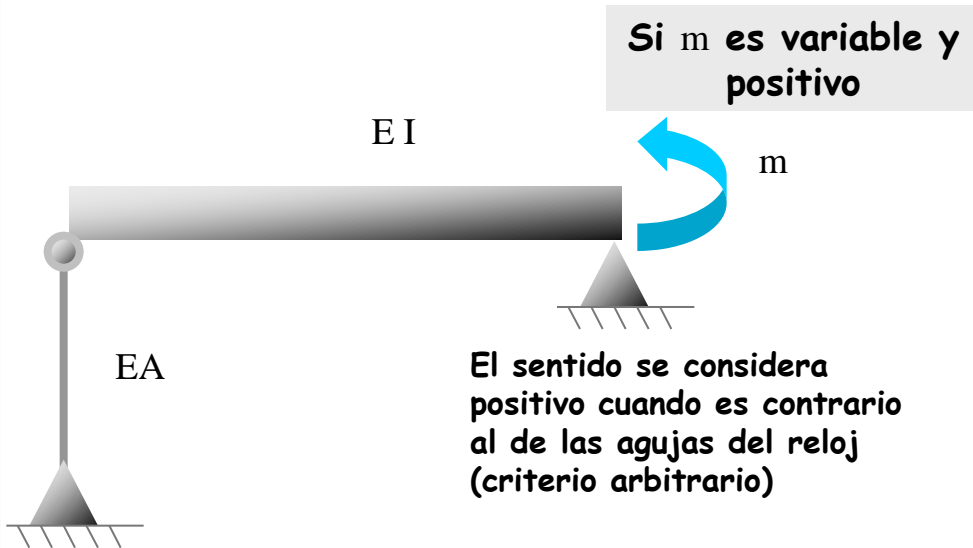 Si m es variable y
positivo
E I
m
EA
El sentido se considera
positivo cuando es contrario
al de las agujas del reloj
(criterio arbitrario)